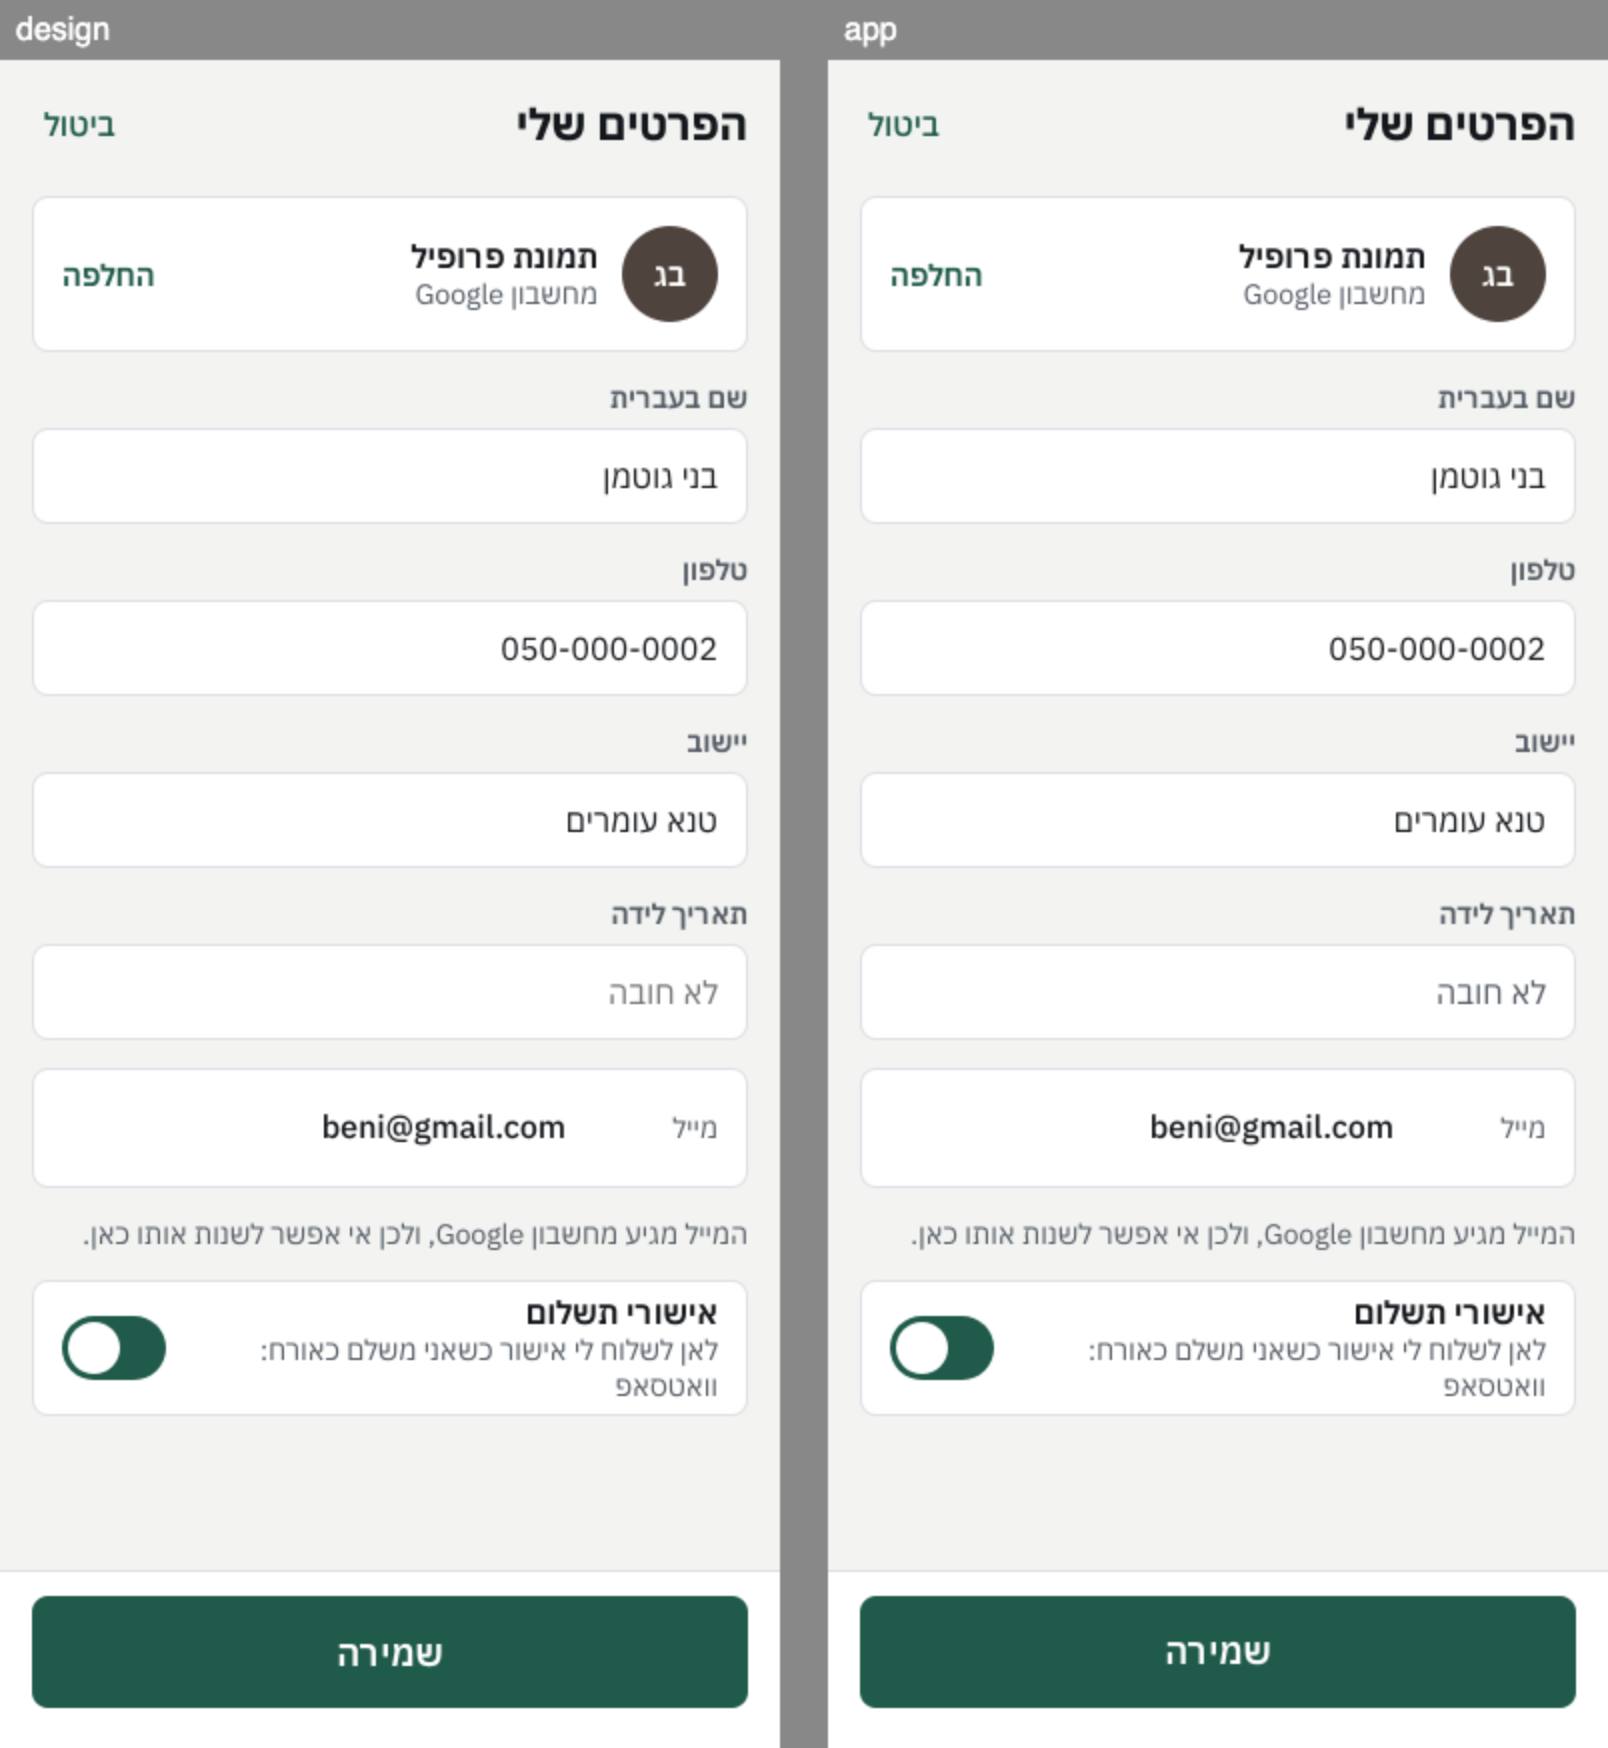 design
הפרטים שלי
ביטול
בג
תמונת פרופיל
מחשבון Google
החלפה
שם בעברית
בני גוטמן
טלפון
050-000-0002
יישוב
טנא עומרים
תאריך לידה
לא חובה
מייל
beni@gmail.com
המייל מגיע מחשבון Google, ולכן אי אפשר לשנות אותו כאן.
אישורי תשלום
לאן לשלוח לי אישור כשאני משלם כאורח:
וואטסאפ
שמירה
app
הפרטים שלי
ביטול
בג
תמונת פרופיל
מחשבון Google
החלפה
שם בעברית
בני גוטמן
טלפון
050-000-0002
יישוב
טנא עומרים
תאריך לידה
לא חובה
מייל
beni@gmail.com
המייל מגיע מחשבון Google, ולכן אי אפשר לשנות אותו כאן.
אישורי תשלום
לאן לשלוח לי אישור כשאני משלם כאורח:
וואטסאפ
שמירה